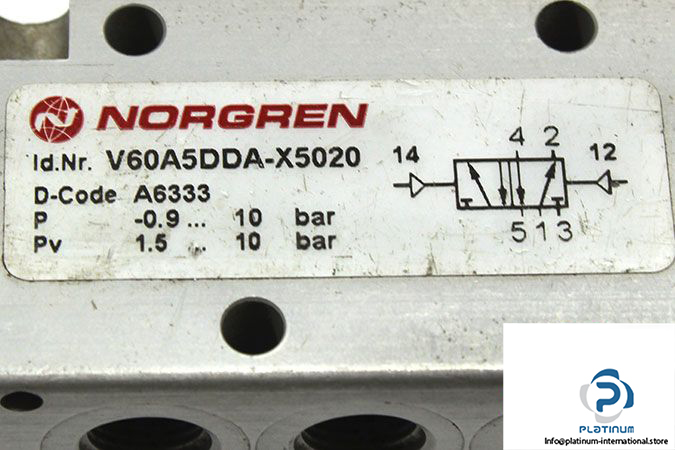 NORGREN
Id.Nr. V60A5DDA-X5020
D-Code A6333
P -0.9 ... 10 bar
Pv 1.5 ... 10 bar
4 2
14 12
5 1 3
PLATINUM
Info@platinum-international.store